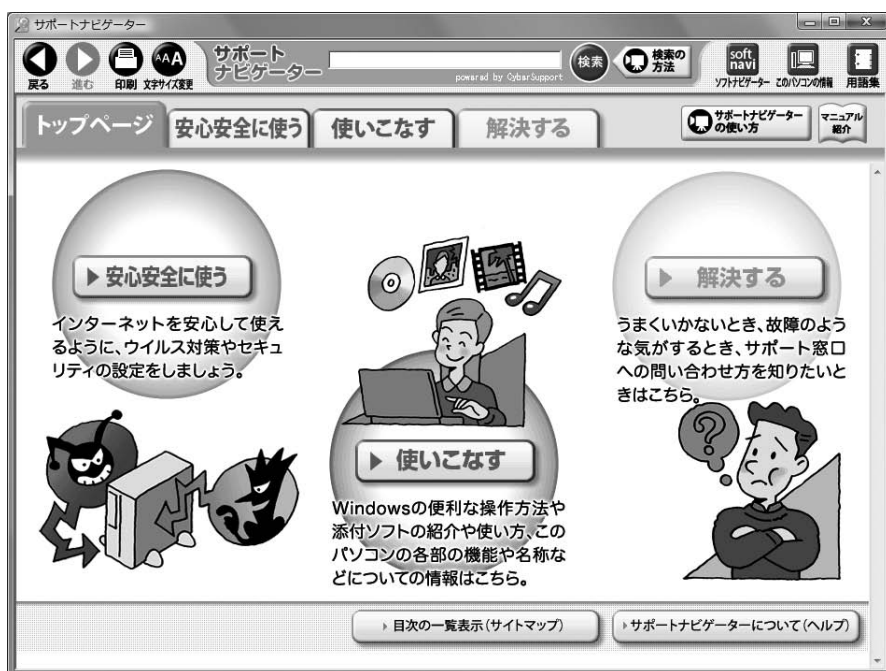 サポートナビゲーター
戻る
進む
印刷
AAA
文字サイズ変更
サポート
ナビゲーター
powered by CyberSupport
検索
検索の
方法
soft
navi
ソフトナビゲーター
このパソコンの情報
用語集
トップページ
安心安全に使う
使いこなす
解決する
サポートナビゲーター
の使い方
マニュアル
紹介
安心安全に使う
インターネットを安心して使え
るように、ウイルス対策やセキュ
リティの設定をしましょう。
使いこなす
Windowsの便利な操作方法や
添付ソフトの紹介や使い方、この
パソコンの各部の機能や名称な
どについての情報はこちら。
解決する
うまくいかないとき、故障のよう
な気がするとき、サポート窓口
への問い合わせ方を知りたいと
きはこちら。
?
目次の一覧表示(サイトマップ)
サポートナビゲーターについて(ヘルプ)